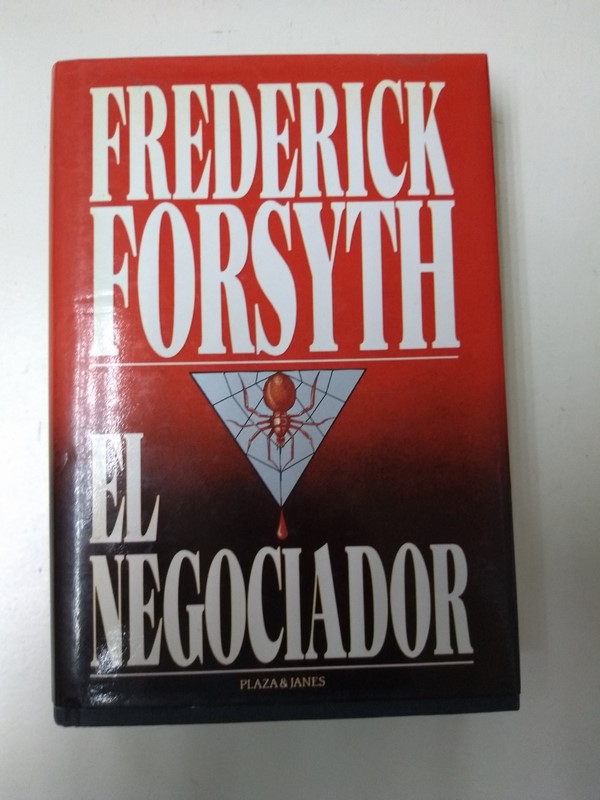 FREDERICK
FORSYTH
EL
NEGOCIADOR
PLAZA & JANES